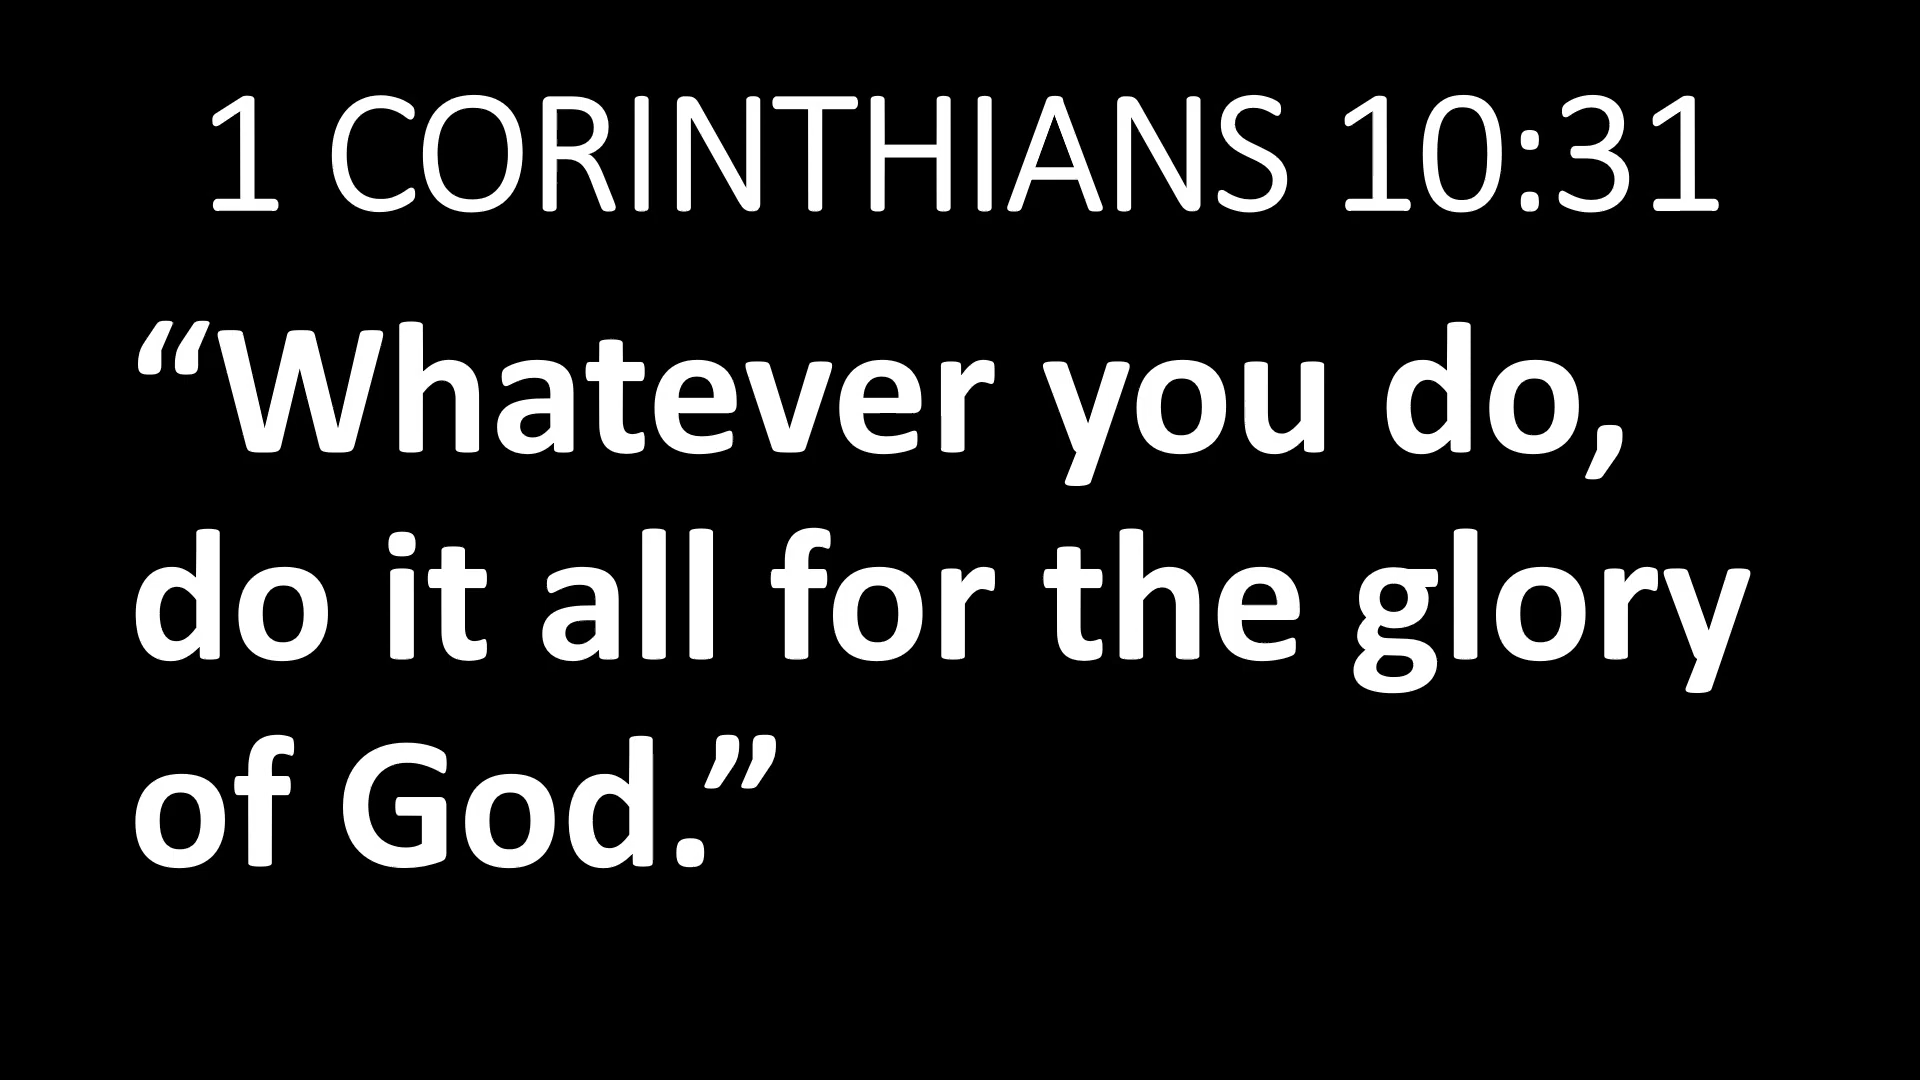 1 CORINTHIANS 10:31
“Whatever you do,
do it all for the glory
of God.”